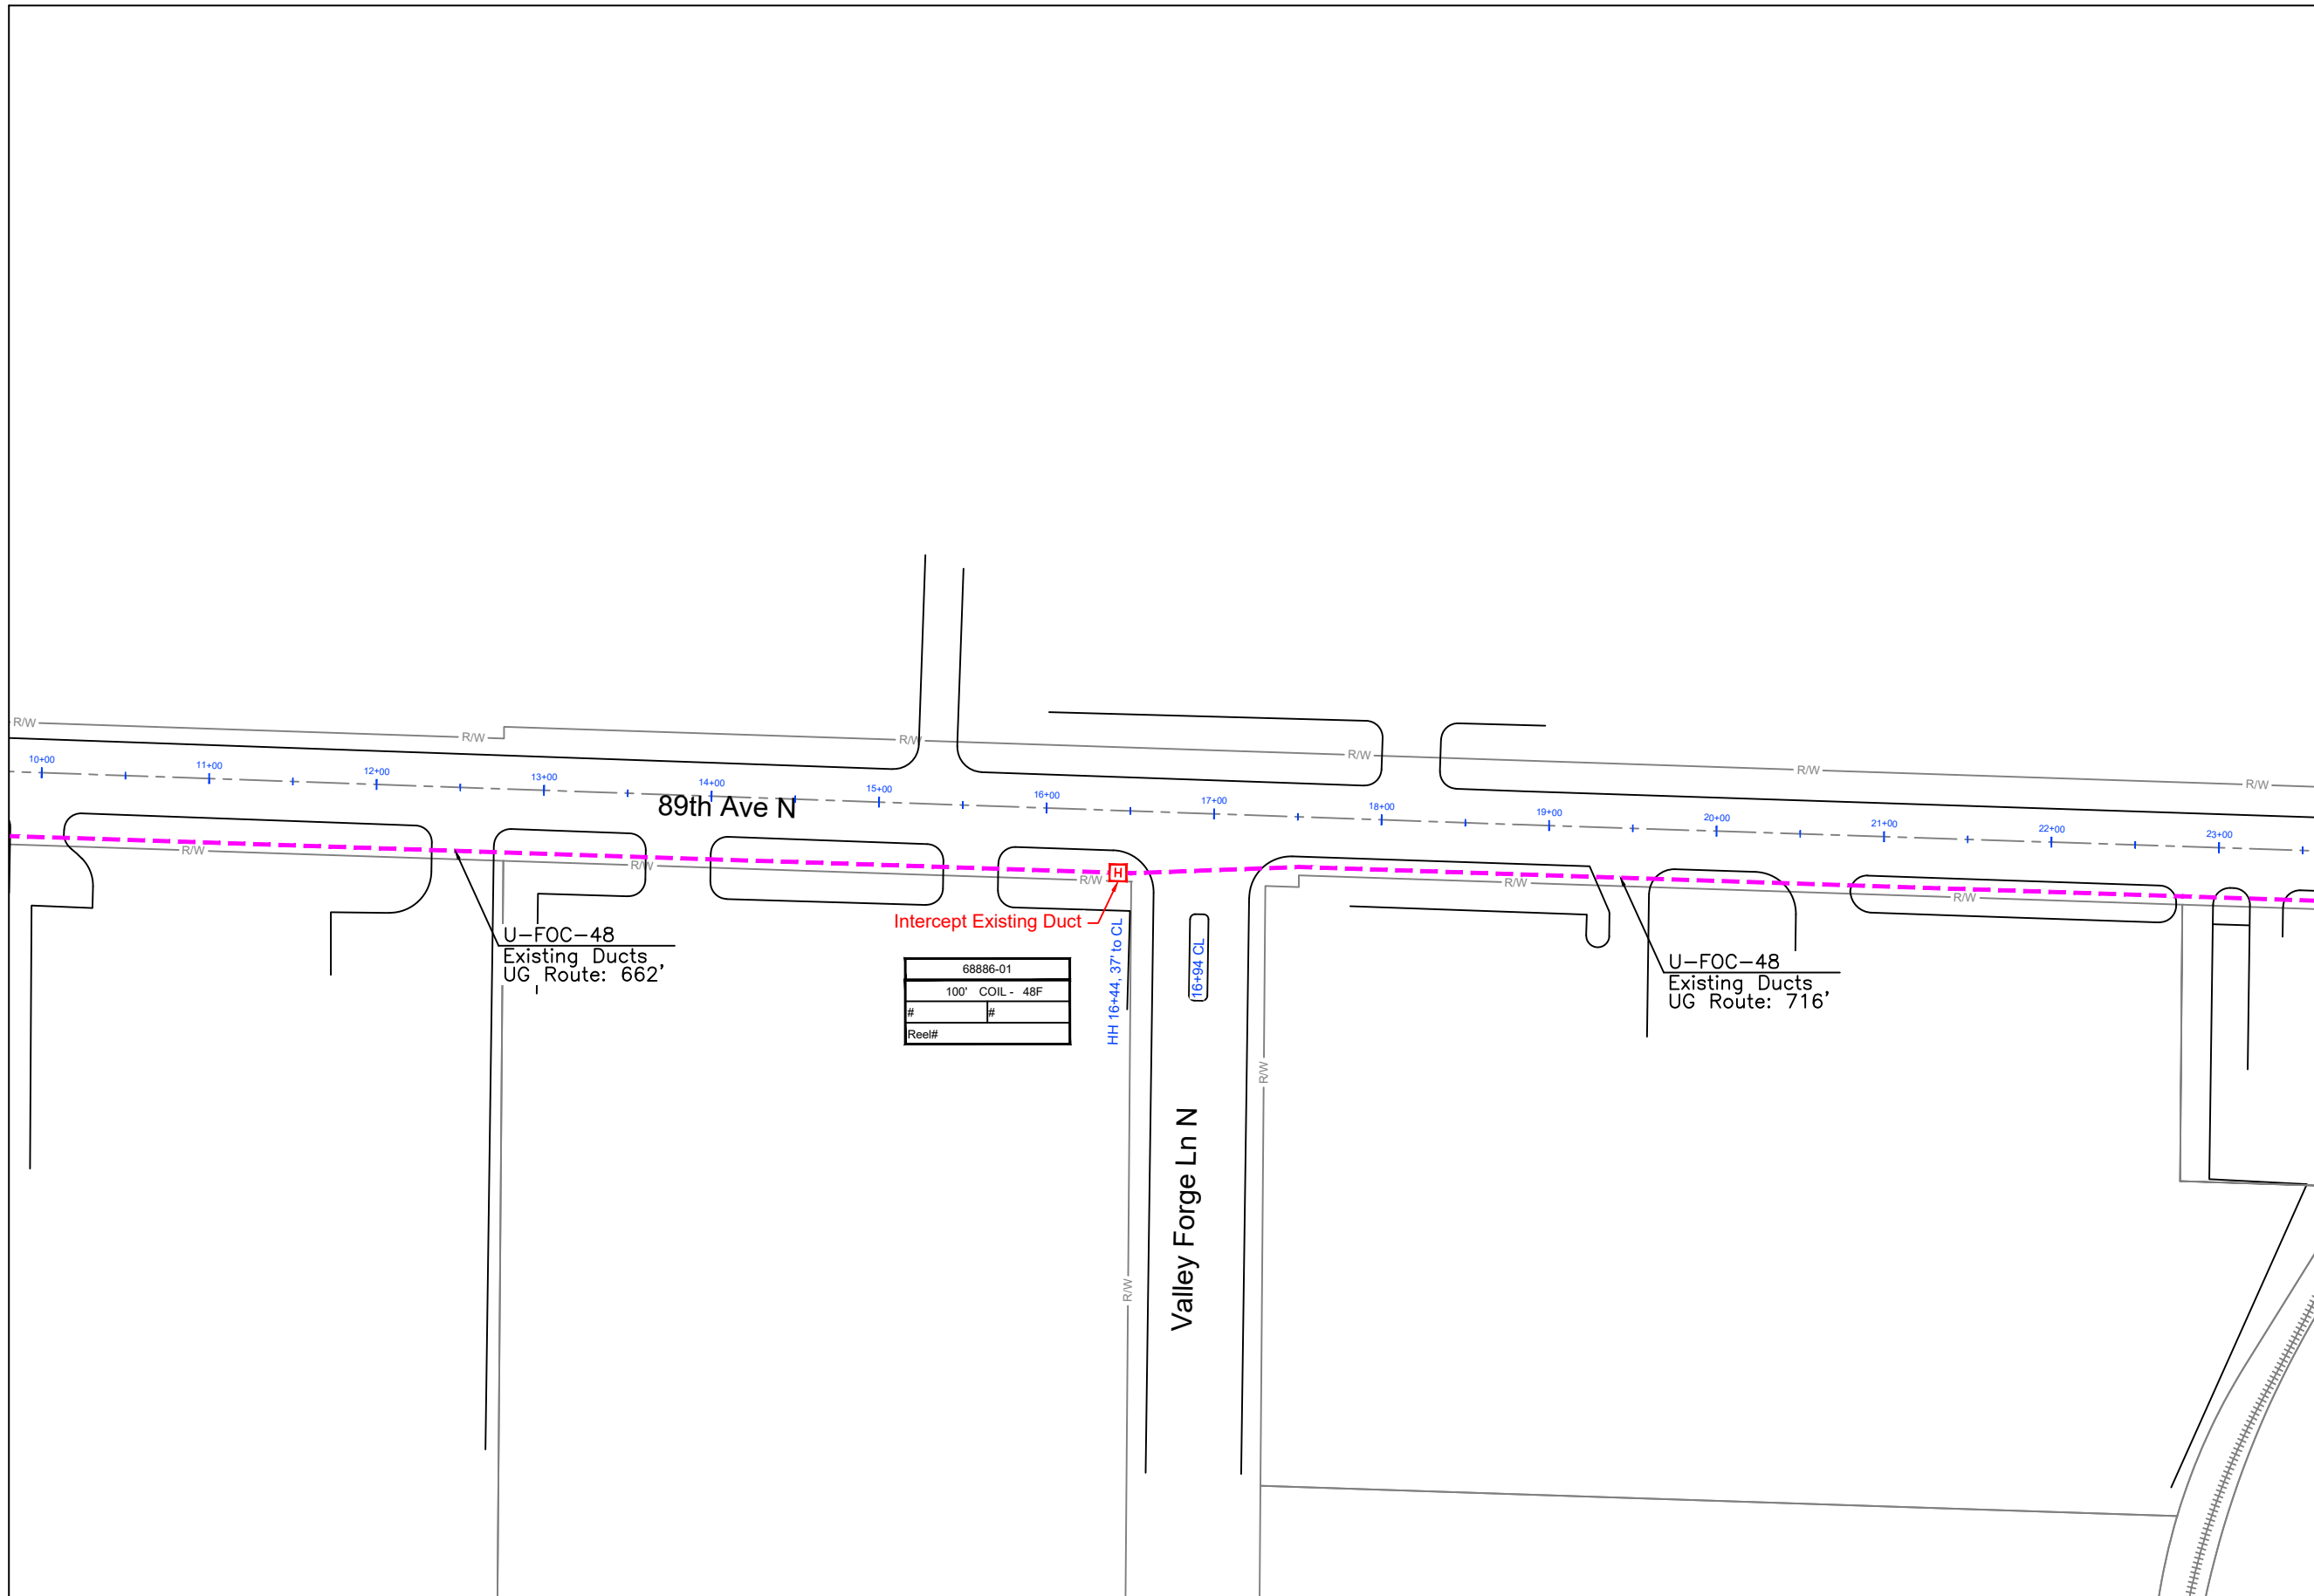 R/W
R/W
R/W
R/W
R/W
R/W
10+00
11+00
12+00
13+00
14+00
15+00
16+00
17+00
18+00
19+00
20+00
21+00
22+00
23+00
89th Ave N
R/W
R/W
R/W
R/W
R/W
H
Intercept Existing Duct
U-FOC-48
Existing Ducts
UG Route: 662'
68886-01
100' COIL - 48F
# #
Reel#
HH 16+44, 37' to CL
16+94 CL
U-FOC-48
Existing Ducts
UG Route: 716'
R/W
Valley Forge Ln N
R/W